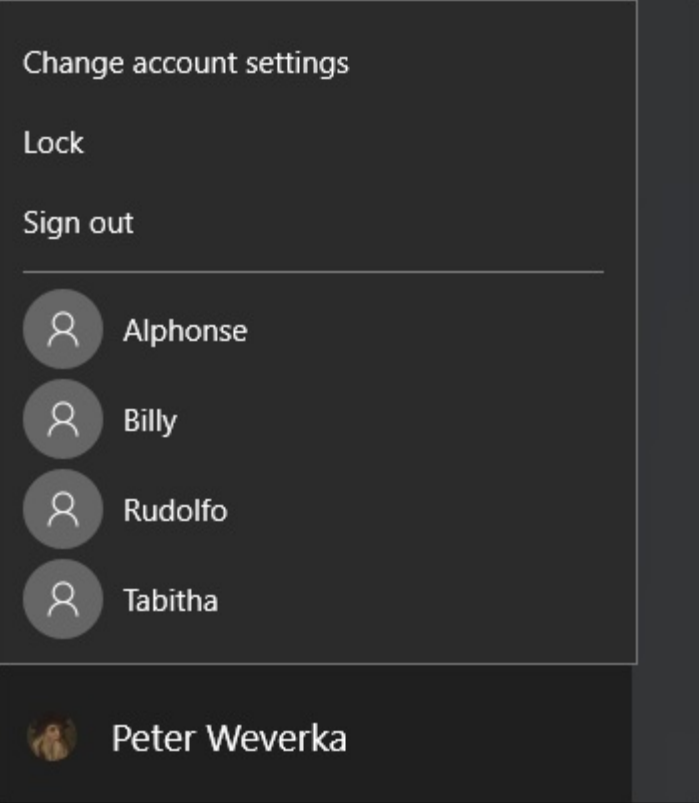 Change account settings
Lock
Sign out
Alphonse
Billy
Rudolfo
Tabitha
Peter Weverka